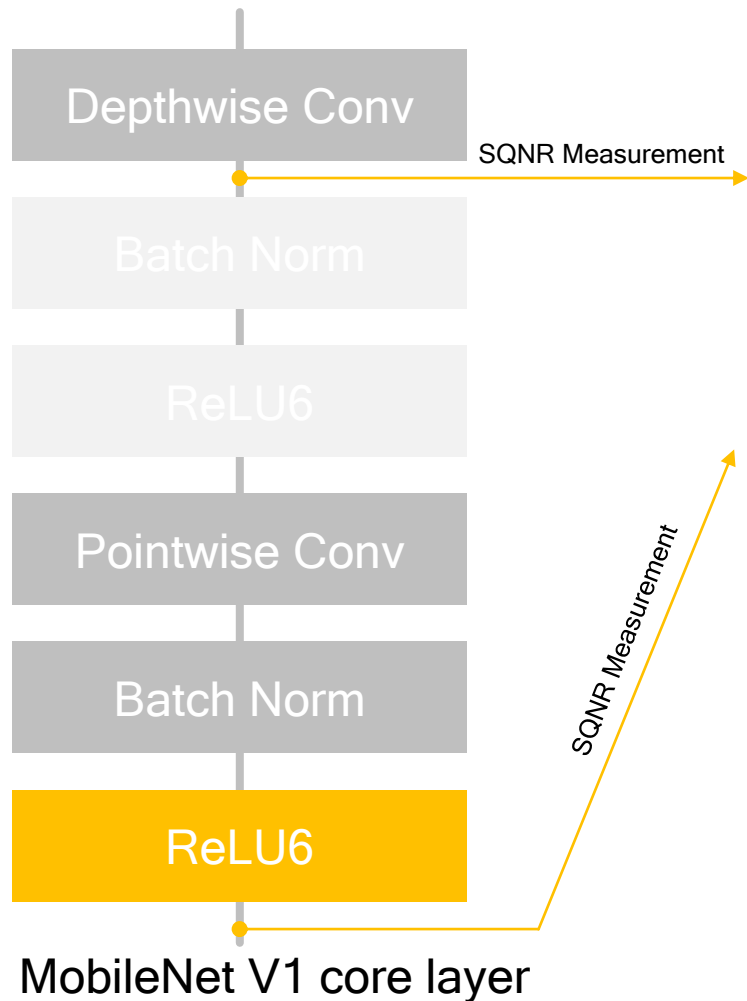 Depthwise Conv
SQNR Measurement
Batch Norm
ReLU6
Pointwise Conv
SQNR Measurement
Batch Norm
ReLU6
MobileNet V1 core layer